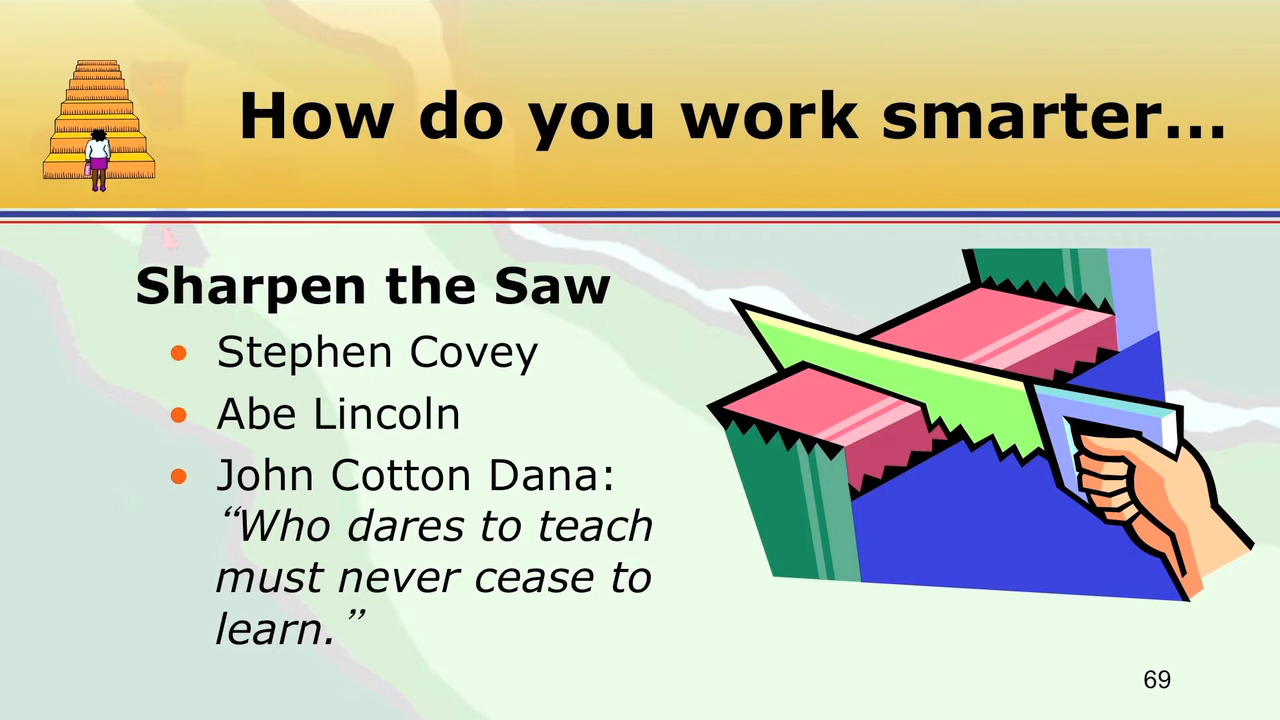 How do you work smarter...
Sharpen the Saw
• Stephen Covey
• Abe Lincoln
• John Cotton Dana:
“Who dares to teach
must never cease to
learn.”
69